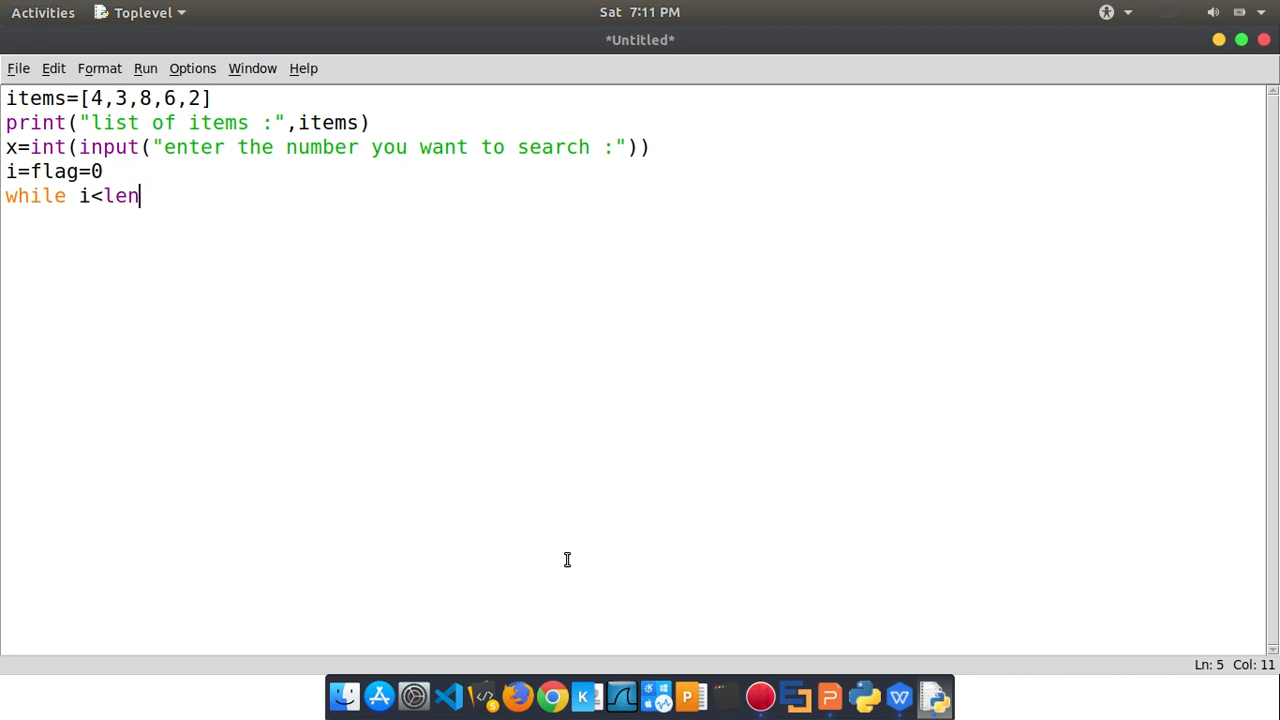 Activities Toplevel Sat 7:11 PM
*Untitled*
File Edit Format Run Options Window Help
items=[4,3,8,6,2]
print("list of items :",items)
x=int(input("enter the number you want to search :"))
i=flag=0
while i<len
Ln: 5 Col: 11